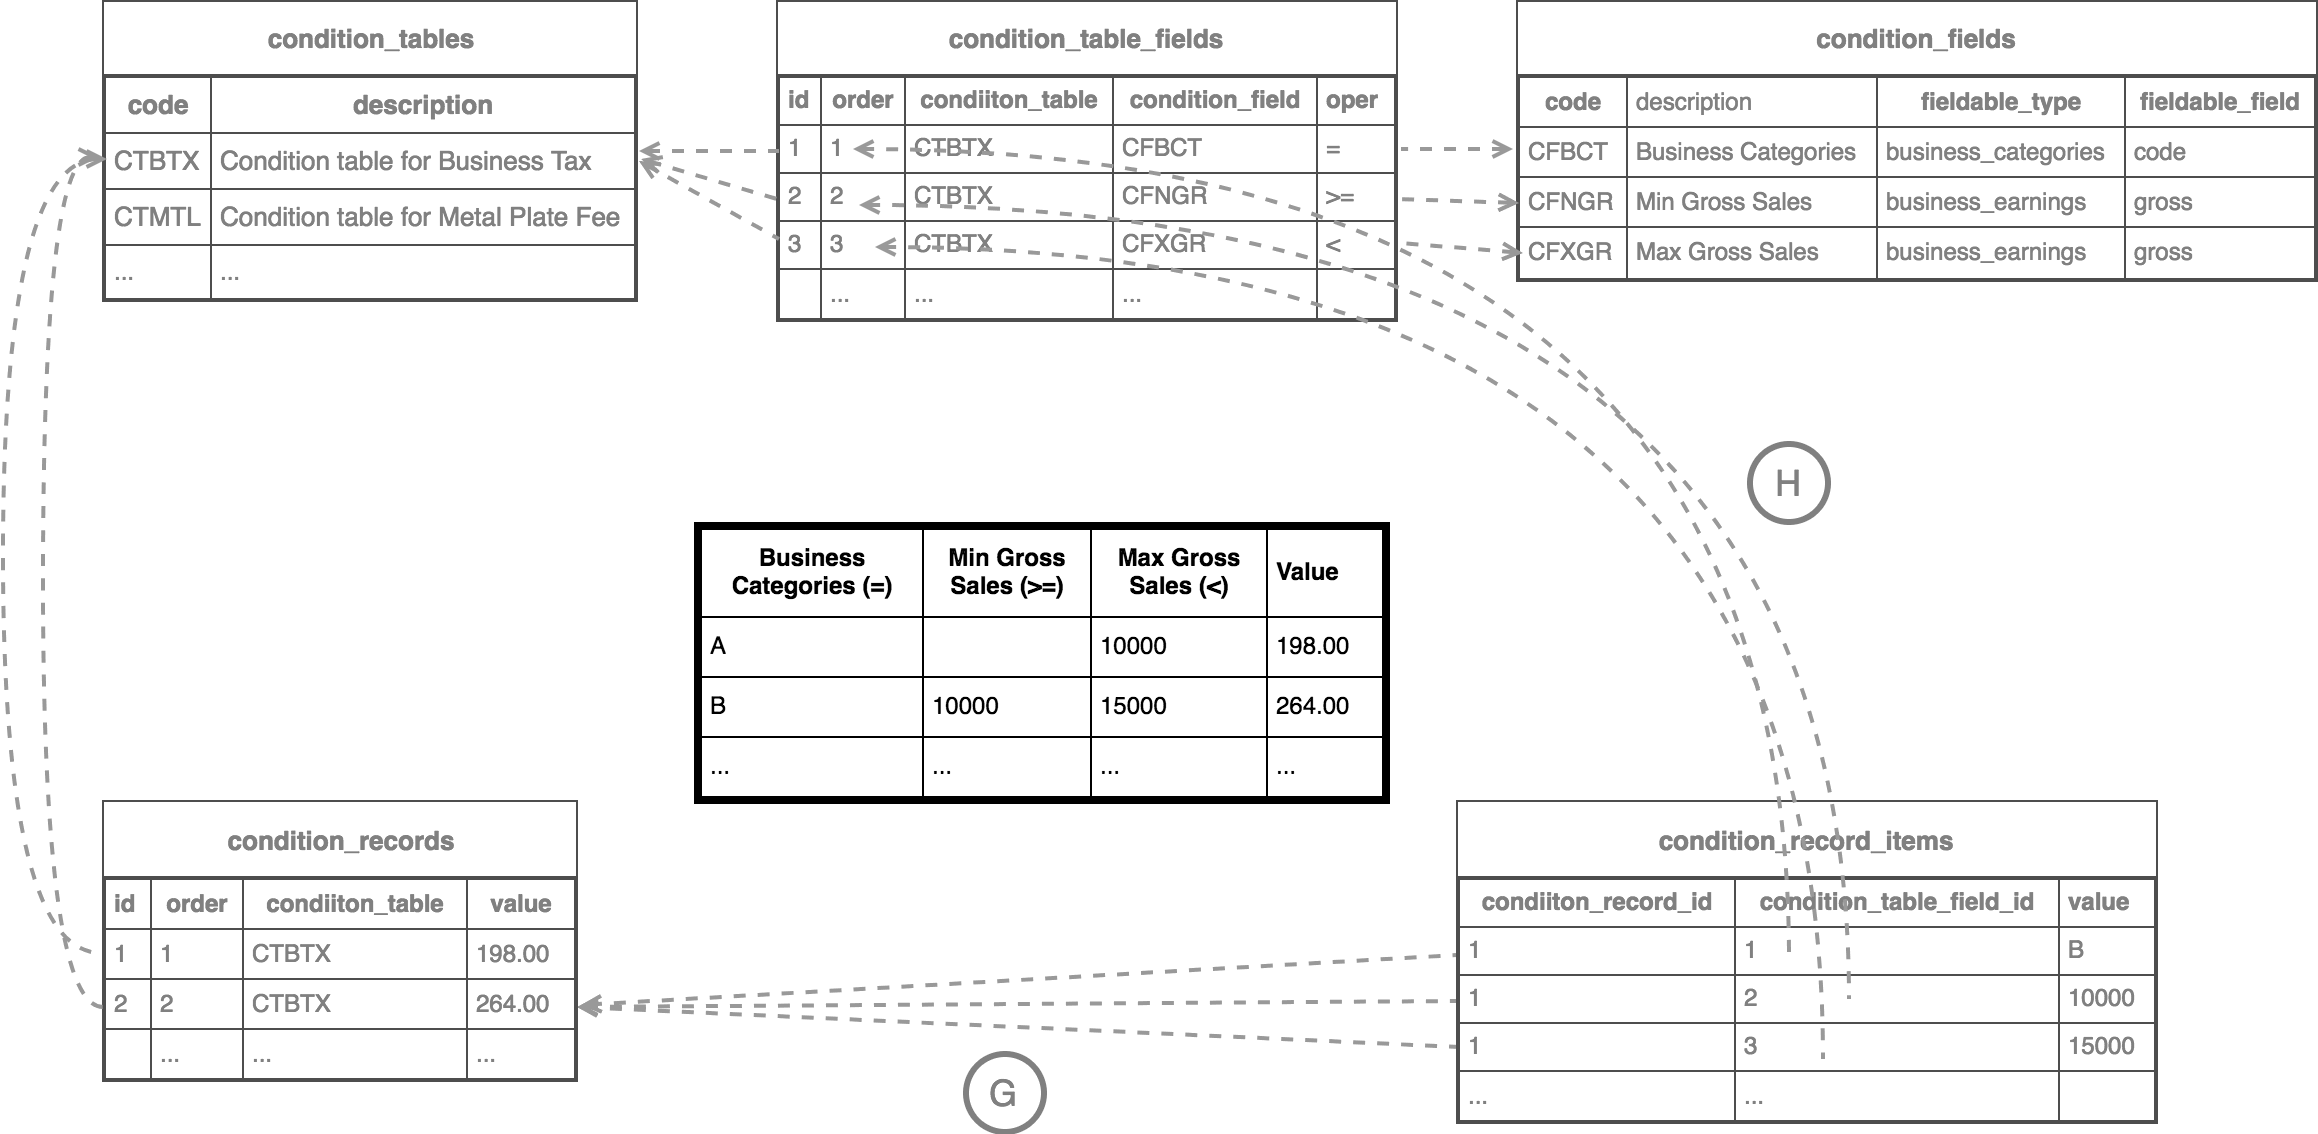 condition_tables
code description
CTBTX Condition table for Business Tax
CTMTL Condition table for Metal Plate Fee
... ...
condition_table_fields
id order condiiton_table condition_field oper
1 1 CTBTX CFBCT =
2 2 CTBTX CFNGR >=
3 3 CTBTX CFXGR <
... ... ...
condition_fields
code description fieldable_type fieldable_field
CFBCT Business Categories business_categories code
CFNGR Min Gross Sales business_earnings gross
CFXGR Max Gross Sales business_earnings gross
H
Business Min Gross Max Gross Value
Categories (=) Sales (>=) Sales (<)
A 10000 198.00
B 10000 15000 264.00
... ... ... ...
condition_records
id order condiiton_table value
1 1 CTBTX 198.00
2 2 CTBTX 264.00
... ... ...
G
condition_record_items
condiiton_record_id condition_table_field_id value
1 1 B
1 2 10000
1 3 15000
... ...